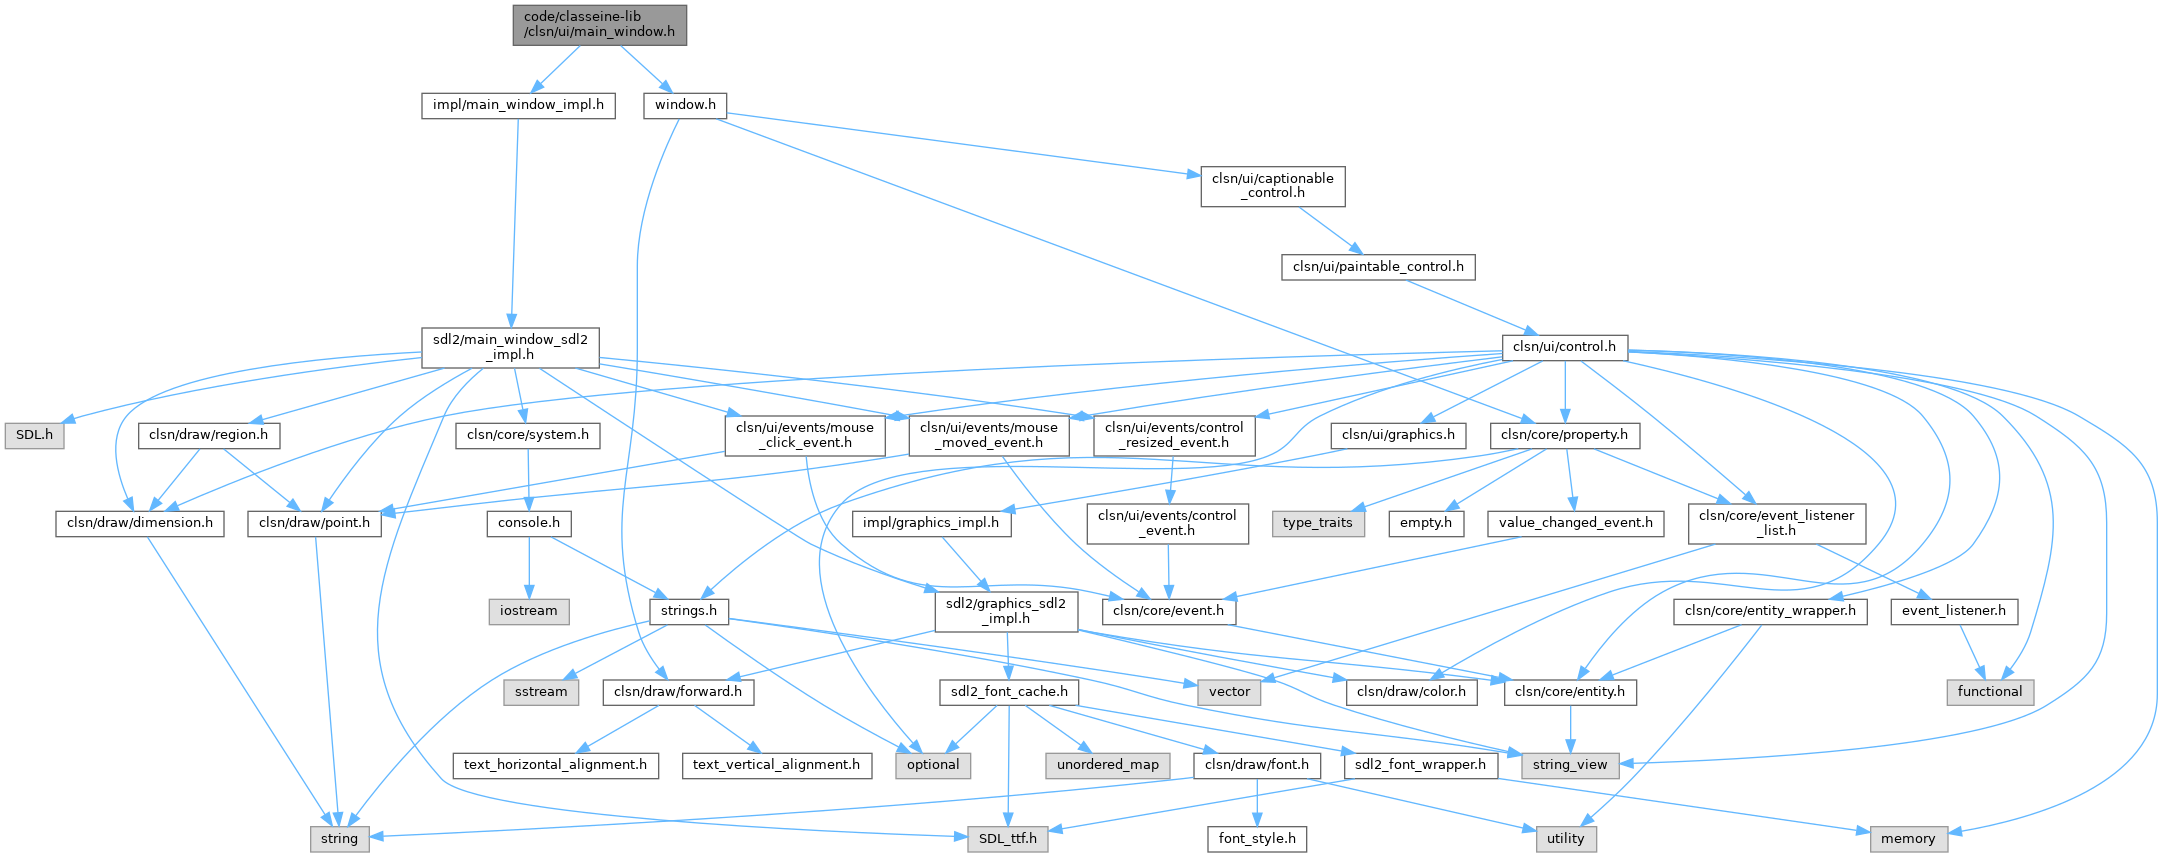 code/classeine-lib
/clsn/ui/main_window.h
impl/main_window_impl.h
window.h
clsn/ui/captionable
_control.h
clsn/ui/paintable_control.h
sdl2/main_window_sdl2
_impl.h
clsn/ui/control.h
SDL.h
clsn/draw/region.h
clsn/core/system.h
clsn/ui/events/mouse
_click_event.h
clsn/ui/events/mouse
_moved_event.h
clsn/ui/events/control
_resized_event.h
clsn/ui/graphics.h
clsn/core/property.h
clsn/draw/dimension.h
clsn/draw/point.h
console.h
impl/graphics_impl.h
clsn/ui/events/control
_event.h
type_traits
empty.h
value_changed_event.h
clsn/core/event_listener
_list.h
iostream
strings.h
sdl2/graphics_sdl2
_impl.h
clsn/core/event.h
clsn/core/entity_wrapper.h
event_listener.h
sstream
clsn/draw/forward.h
sdl2_font_cache.h
vector
clsn/draw/color.h
clsn/core/entity.h
functional
text_horizontal_alignment.h
text_vertical_alignment.h
optional
unordered_map
clsn/draw/font.h
sdl2_font_wrapper.h
string_view
string
SDL_ttf.h
font_style.h
utility
memory